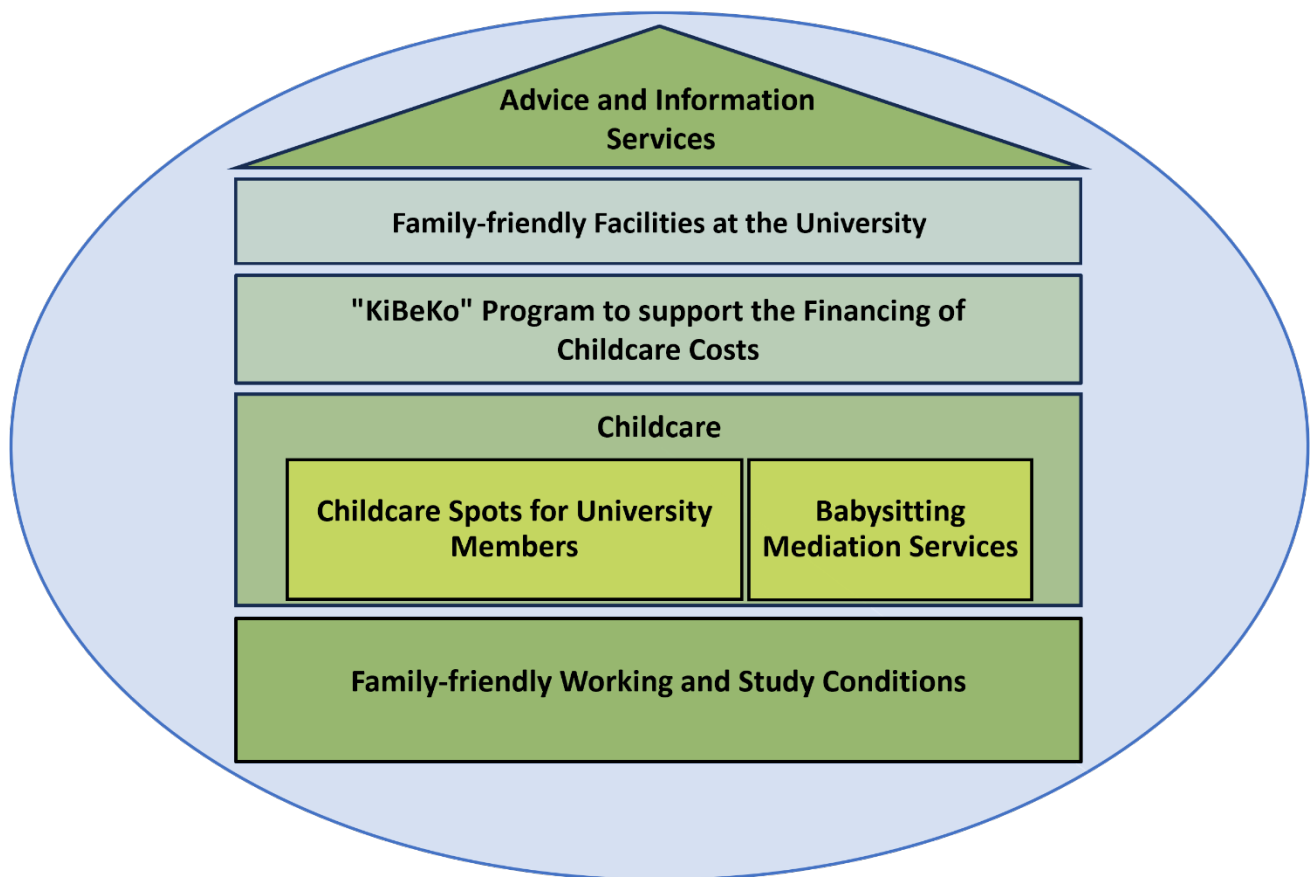 Advice and Information
Services
Family-friendly Facilities at the University
"KiBeKo" Program to support the Financing of
Childcare Costs
Childcare
Childcare Spots for University
Members
Babysitting
Mediation Services
Family-friendly Working and Study Conditions